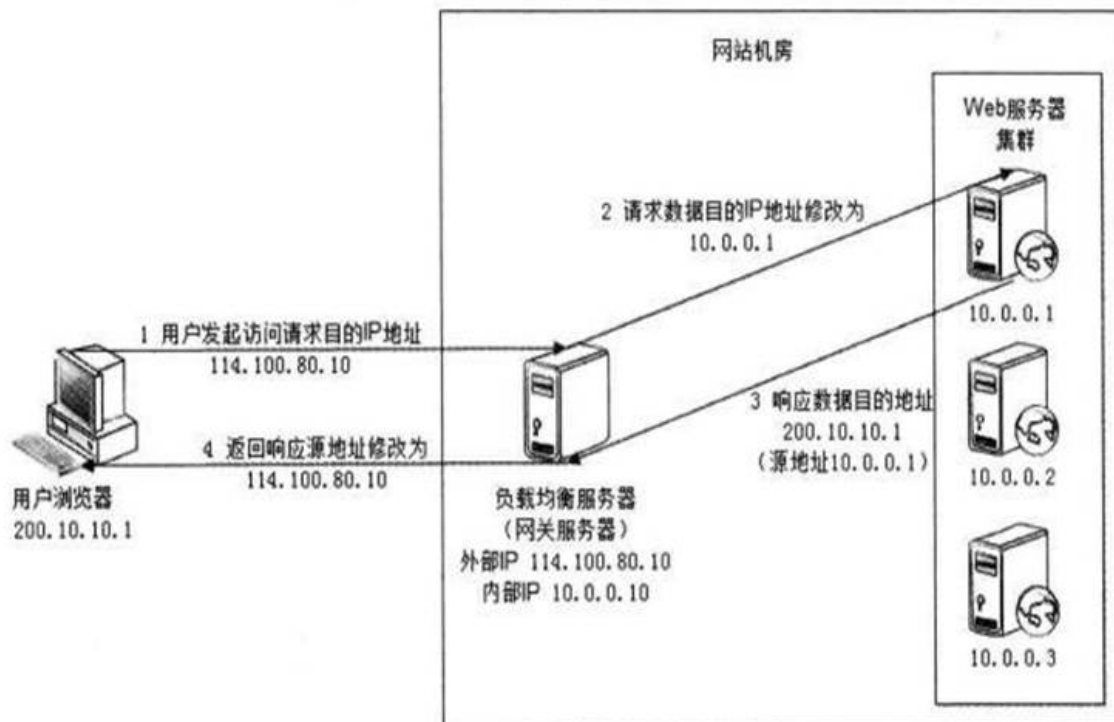 网站机房
Web服务器
集群
2 请求数据目的IP地址修改为
10.0.0.1
10.0.0.1
1 用户发起访问请求目的IP地址
114.100.80.10
3 响应数据目的地址
200.10.10.1
(源地址10.0.0.1)
4 返回响应源地址修改为
114.100.80.10
10.0.0.2
用户浏览器
200.10.10.1
负载均衡服务器
(网关服务器)
外部IP 114.100.80.10
内部IP 10.0.0.10
10.0.0.3